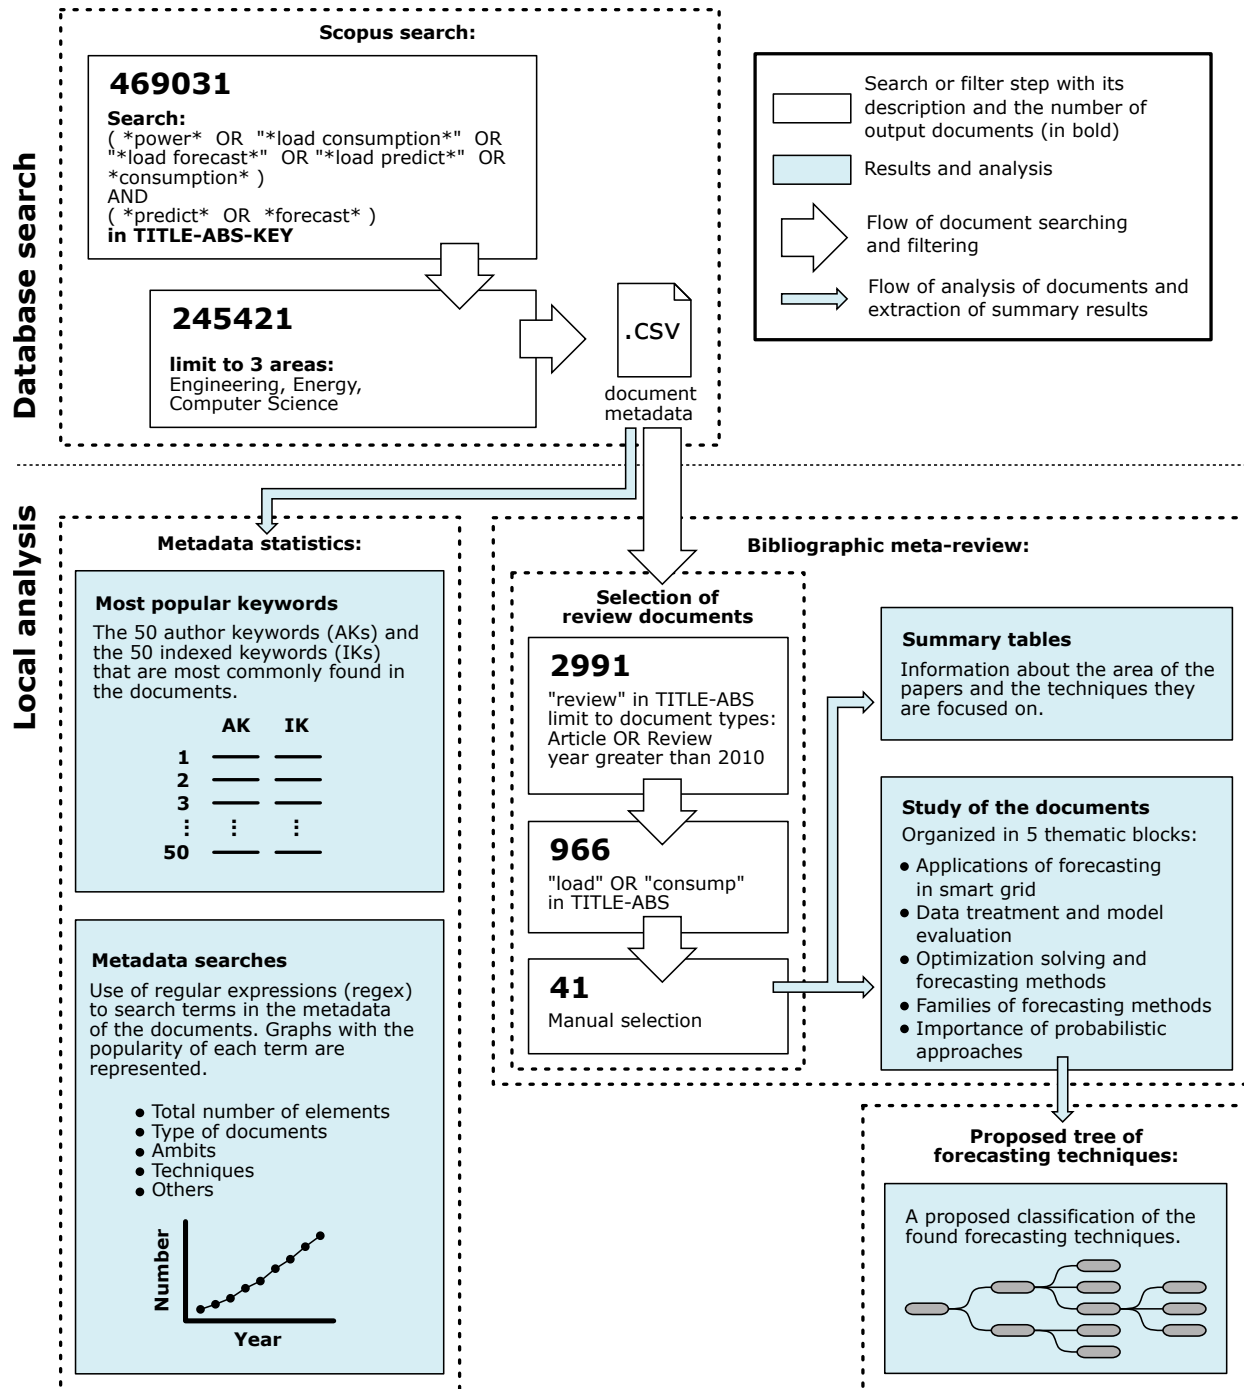 Database search
Scopus search:
469031
Search:
( *power* OR "*load consumption*" OR
"*load forecast*" OR "*load predict*" OR
*consumption* )
AND
( *predict* OR *forecast* )
in TITLE-ABS-KEY
245421
limit to 3 areas:
Engineering, Energy,
Computer Science
.CSV
document
metadata
Search or filter step with its
description and the number of
output documents (in bold)
Results and analysis
Flow of document searching
and filtering
Flow of analysis of documents and
extraction of summary results
Local analysis
Metadata statistics:
Most popular keywords
The 50 author keywords (AKs) and
the 50 indexed keywords (IKs)
that are most commonly found in
the documents.
AK IK
1
2
3
⋮ ⋮ ⋮
50
Metadata searches
Use of regular expressions (regex)
to search terms in the metadata
of the documents. Graphs with the
popularity of each term are
represented.
● Total number of elements
● Type of documents
● Ambits
● Techniques
● Others
Number
Year
Bibliographic meta-review:
Selection of
review documents
2991
"review" in TITLE-ABS
limit to document types:
Article OR Review
year greater than 2010
966
"load" OR "consump"
in TITLE-ABS
41
Manual selection
Summary tables
Information about the area of the
papers and the techniques they
are focused on.
Study of the documents
Organized in 5 thematic blocks:
● Applications of forecasting
in smart grid
● Data treatment and model
evaluation
● Optimization solving and
forecasting methods
● Families of forecasting methods
● Importance of probabilistic
approaches
Proposed tree of
forecasting techniques:
A proposed classification of the
found forecasting techniques.